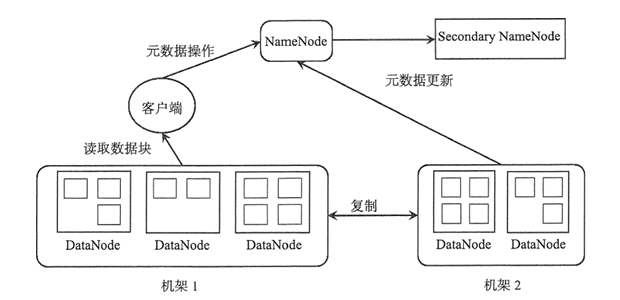 元数据操作
NameNode
Secondary NameNode
元数据更新
客户端
读取数据块
复制
DataNode
DataNode
DataNode
DataNode
DataNode
机架 1
机架 2